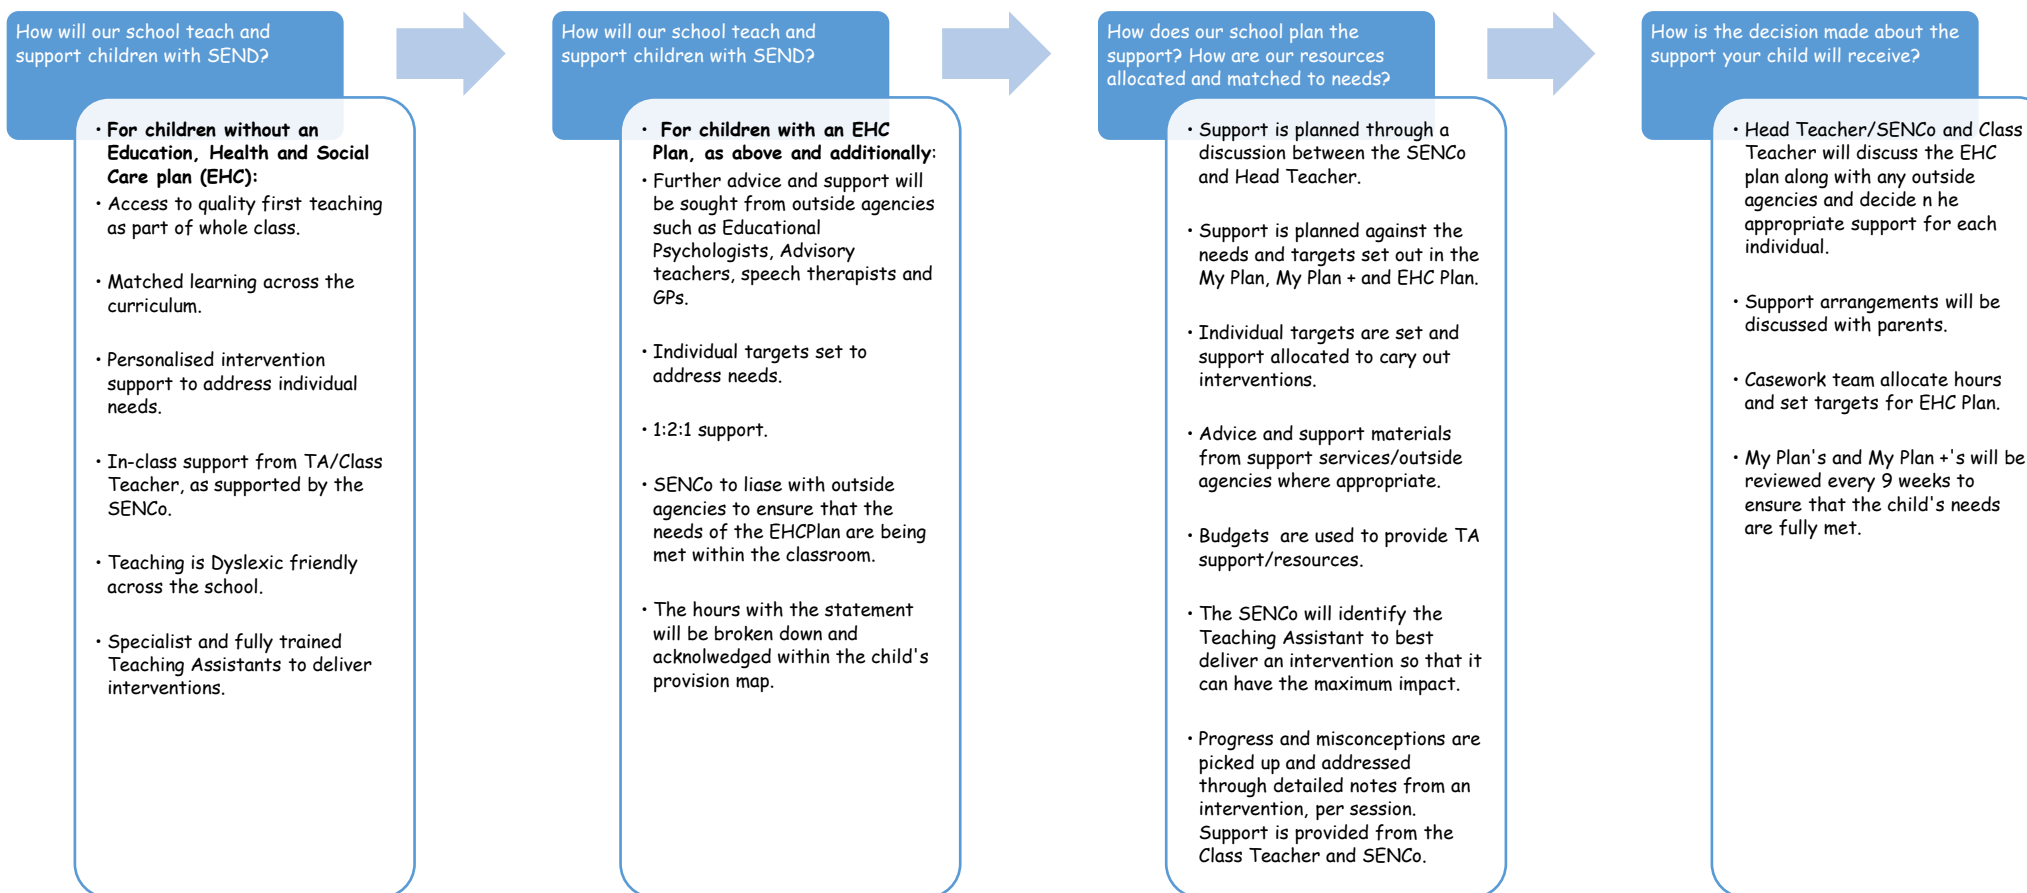 How will our school teach and
support children with SEND?
• For children without an
Education, Health and Social
Care plan (EHC):
• Access to quality first teaching
as part of whole class.
• Matched learning across the
curriculum.
• Personalised intervention
support to address individual
needs.
• In-class support from TA/Class
Teacher, as supported by the
SENCo.
• Teaching is Dyslexic friendly
across the school.
• Specialist and fully trained
Teaching Assistants to deliver
interventions.
How will our school teach and
support children with SEND?
• For children with an EHC
Plan, as above and additionally:
• Further advice and support will
be sought from outside agencies
such as Educational
Psychologists, Advisory
teachers, speech therapists and
GPs.
• Individual targets set to
address needs.
• 1:2:1 support.
• SENCo to liase with outside
agencies to ensure that the
needs of the EHCPlan are being
met within the classroom.
• The hours with the statement
will be broken down and
acknolwedged within the child's
provision map.
How does our school plan the
support? How are our resources
allocated and matched to needs?
• Support is planned through a
discussion between the SENCo
and Head Teacher.
• Support is planned against the
needs and targets set out in the
My Plan, My Plan + and EHC Plan.
• Individual targets are set and
support allocated to cary out
interventions.
• Advice and support materials
from support services/outside
agencies where appropriate.
• Budgets are used to provide TA
support/resources.
• The SENCo will identify the
Teaching Assistant to best
deliver an intervention so that it
can have the maximum impact.
• Progress and misconceptions are
picked up and addressed
through detailed notes from an
intervention, per session.
Support is provided from the
Class Teacher and SENCo.
How is the decision made about the
support your child will receive?
• Head Teacher/SENCo and Class
Teacher will discuss the EHC
plan along with any outside
agencies and decide n he
appropriate support for each
individual.
• Support arrangements will be
discussed with parents.
• Casework team allocate hours
and set targets for EHC Plan.
• My Plan's and My Plan +'s will be
reviewed every 9 weeks to
ensure that the child's needs
are fully met.